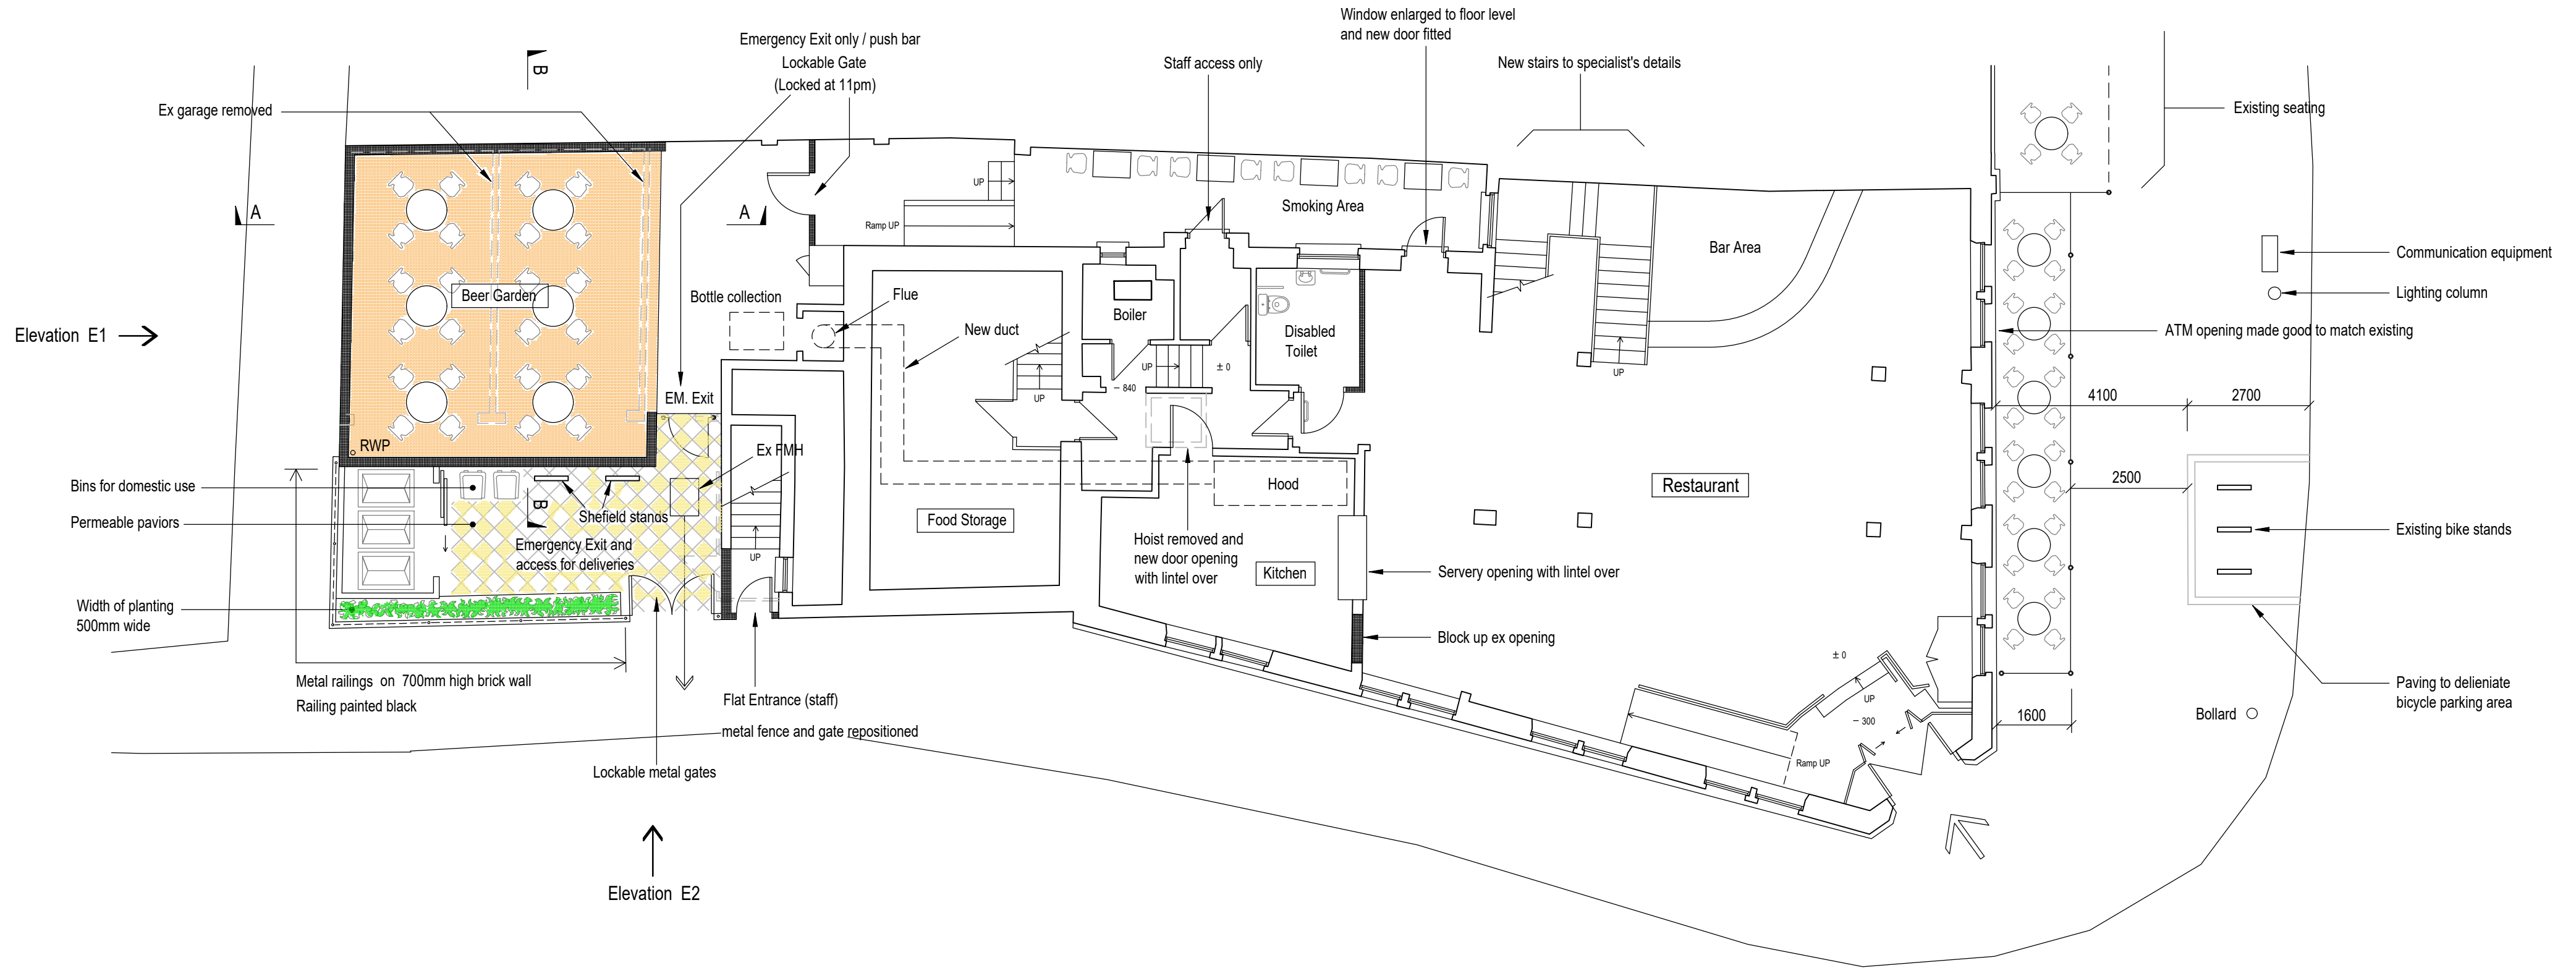 Window enlarged to floor level
and new door fitted
Emergency Exit only / push bar
Lockable Gate
(Locked at 11pm)
Staff access only
New stairs to specialist's details
B
Ex garage removed
Existing seating
UP
A
A
Smoking Area
Ramp UP
Bar Area
Communication equipment
Beer Garden
Bottle collection
Flue
Lighting column
Boiler
New duct
Disabled
Toilet
ATM opening made good to match existing
Elevation E1
UP
± 0
UP
- 840
UP
EM. Exit
4100
2700
RWP
Ex FMH
Bins for domestic use
2500
Hood
Restaurant
B
Shefield stands
Permeable paviors
Food Storage
Existing bike stands
Emergency Exit and
access for deliveries
UP
Hoist removed and
new door opening
with lintel over
Kitchen
Servery opening with lintel over
Width of planting
500mm wide
Block up ex opening
± 0
Metal railings on 700mm high brick wall
Railing painted black
Flat Entrance (staff)
UP
- 300
Paving to delieniate
bicycle parking area
1600
Bollard
metal fence and gate repositioned
Ramp UP
Lockable metal gates
Elevation E2